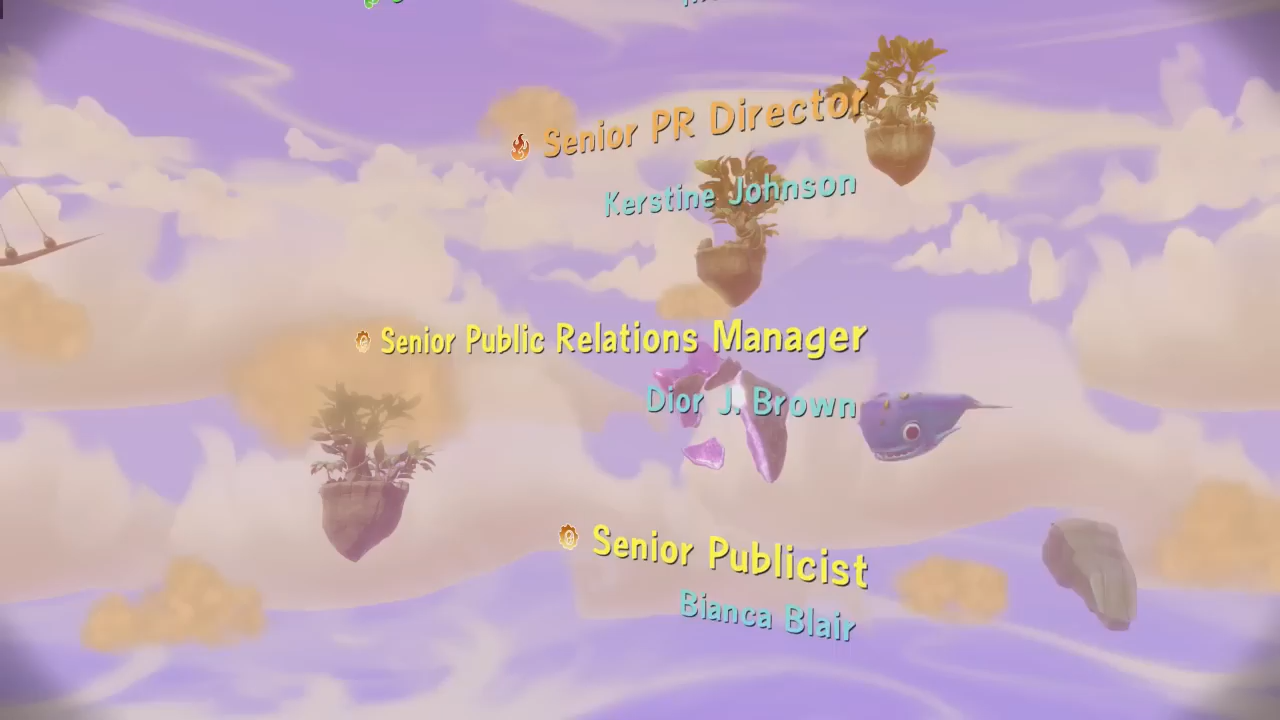 Senior PR Director
Kerstine Johnson
Senior Public Relations Manager
Dior J. Brown
Senior Publicist
Bianca Blair